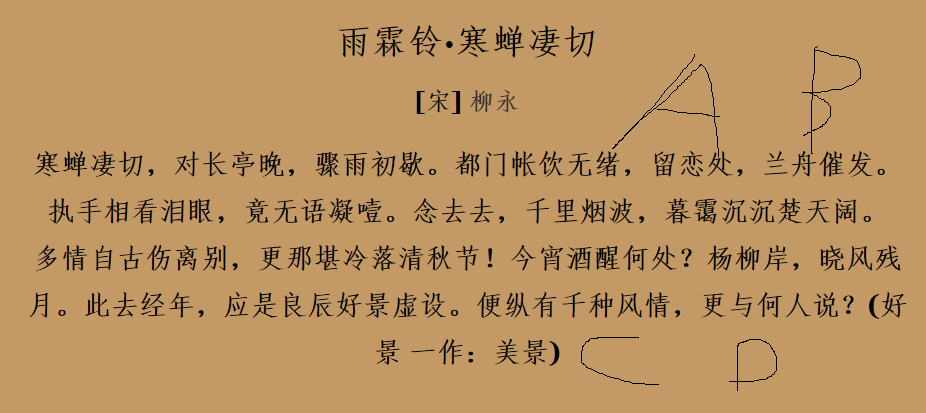 雨霖铃·寒蝉凄切
A B
[宋] 柳永
寒蝉凄切，对长亭晚，骤雨初歇。都门帐饮无绪，留恋处，兰舟催发。
执手相看泪眼，竟无语凝噎。念去去，千里烟波，暮霭沉沉楚天阔。
多情自古伤离别，更那堪冷落清秋节！今宵酒醒何处？杨柳岸，晓风残
月。此去经年，应是良辰好景虚设。便纵有千种风情，更与何人说？(好
景 一作：美景)
C D